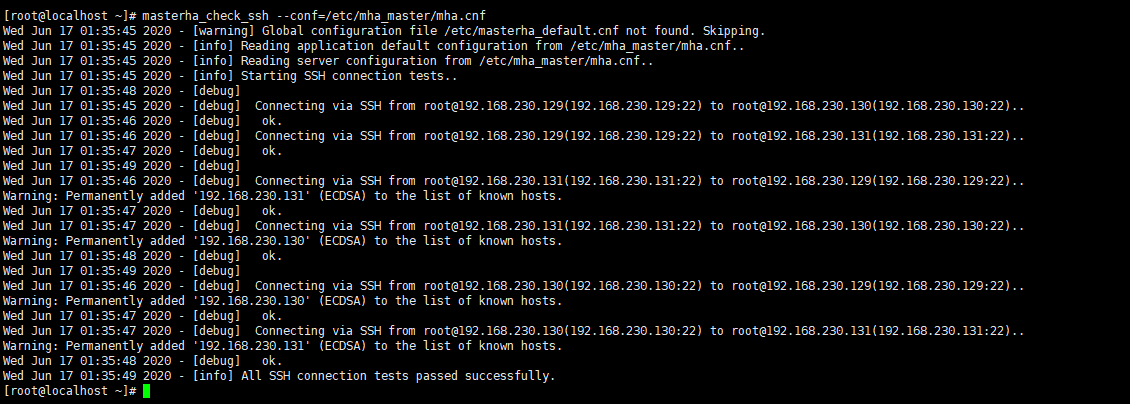 [root@localhost ~]# masterha_check_ssh --conf=/etc/mha_master/mha.cnf
Wed Jun 17 01:35:45 2020 - [warning] Global configuration file /etc/masterha_default.cnf not found. Skipping.
Wed Jun 17 01:35:45 2020 - [info] Reading application default configuration from /etc/mha_master/mha.cnf..
Wed Jun 17 01:35:45 2020 - [info] Reading server configuration from /etc/mha_master/mha.cnf..
Wed Jun 17 01:35:45 2020 - [info] Starting SSH connection tests..
Wed Jun 17 01:35:48 2020 - [debug]
Wed Jun 17 01:35:45 2020 - [debug]  Connecting via SSH from root@192.168.230.129(192.168.230.129:22) to root@192.168.230.130(192.168.230.130:22)..
Wed Jun 17 01:35:46 2020 - [debug]   ok.
Wed Jun 17 01:35:46 2020 - [debug]  Connecting via SSH from root@192.168.230.129(192.168.230.129:22) to root@192.168.230.131(192.168.230.131:22)..
Wed Jun 17 01:35:47 2020 - [debug]   ok.
Wed Jun 17 01:35:49 2020 - [debug]
Wed Jun 17 01:35:46 2020 - [debug]  Connecting via SSH from root@192.168.230.131(192.168.230.131:22) to root@192.168.230.129(192.168.230.129:22)..
Warning: Permanently added '192.168.230.131' (ECDSA) to the list of known hosts.
Wed Jun 17 01:35:47 2020 - [debug]   ok.
Wed Jun 17 01:35:47 2020 - [debug]  Connecting via SSH from root@192.168.230.131(192.168.230.131:22) to root@192.168.230.130(192.168.230.130:22)..
Warning: Permanently added '192.168.230.130' (ECDSA) to the list of known hosts.
Wed Jun 17 01:35:48 2020 - [debug]   ok.
Wed Jun 17 01:35:49 2020 - [debug]
Wed Jun 17 01:35:46 2020 - [debug]  Connecting via SSH from root@192.168.230.130(192.168.230.130:22) to root@192.168.230.129(192.168.230.129:22)..
Warning: Permanently added '192.168.230.130' (ECDSA) to the list of known hosts.
Wed Jun 17 01:35:47 2020 - [debug]   ok.
Wed Jun 17 01:35:47 2020 - [debug]  Connecting via SSH from root@192.168.230.130(192.168.230.130:22) to root@192.168.230.131(192.168.230.131:22)..
Warning: Permanently added '192.168.230.131' (ECDSA) to the list of known hosts.
Wed Jun 17 01:35:48 2020 - [debug]   ok.
Wed Jun 17 01:35:49 2020 - [info] All SSH connection tests passed successfully.
[root@localhost ~]#